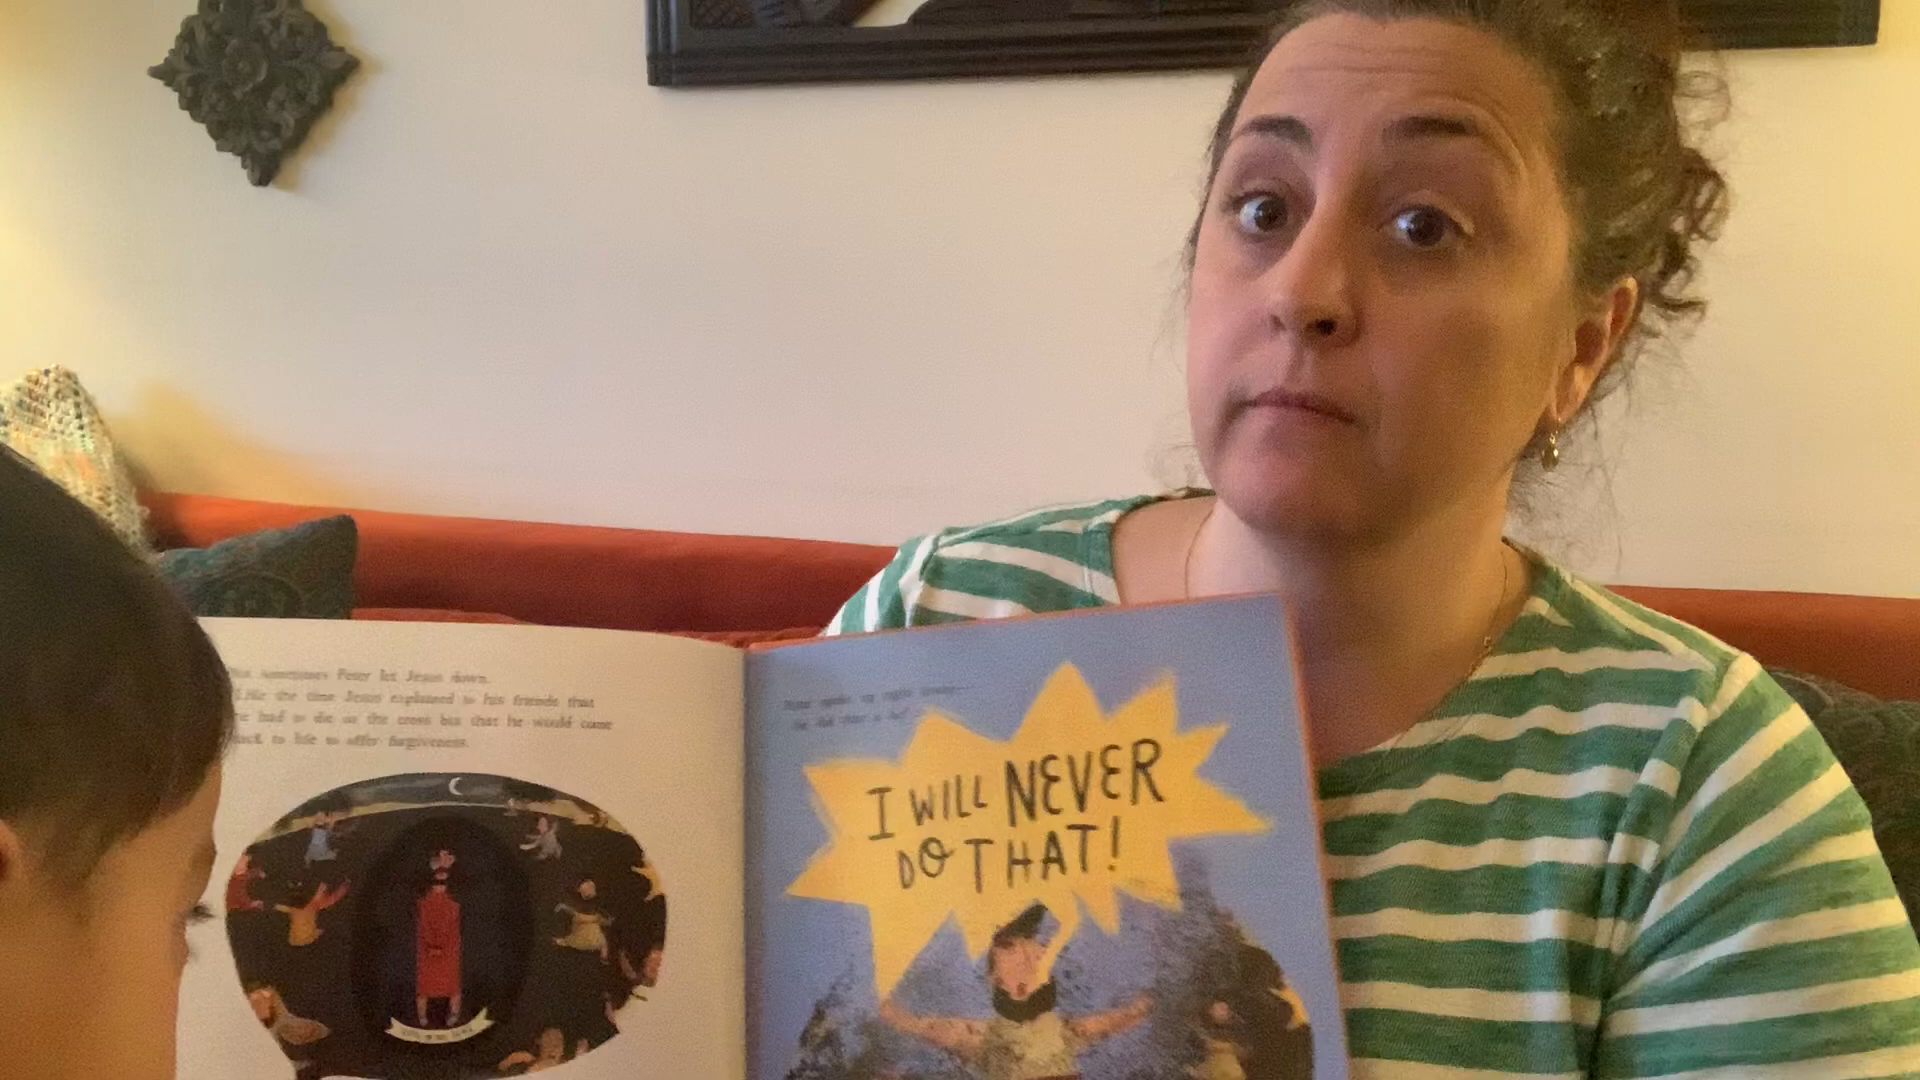 But sometimes Peter let Jesus down.
Like the time Jesus explained to his friends that
he had to die on the cross but that he would come
back to life to offer forgiveness.
I WILL NEVER
DO THAT!